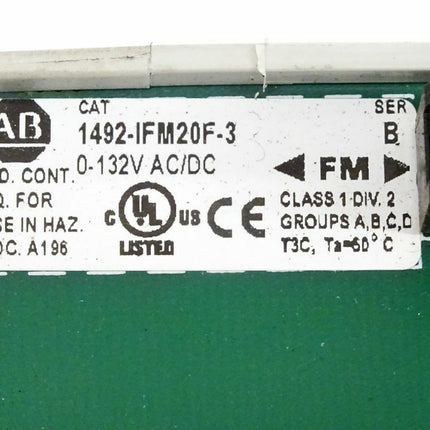 CAT SER
AB 1492-IFM20F-3 B
D. CONT. 0-132V AC/DC FM
Q. FOR CLASS 1 DIV. 2
SE IN HAZ. C UL US CE GROUPS A,B,C,D
OC. A196 LISTED T3C, Ta=60°C